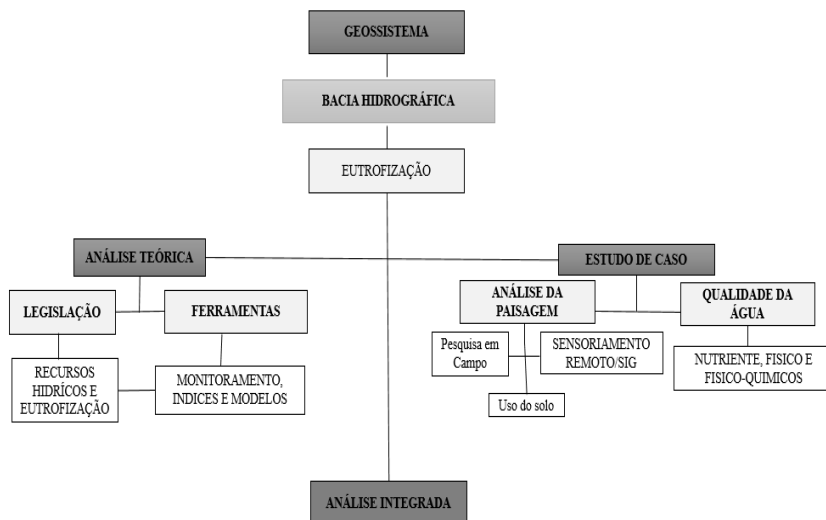 GEOSSISTEMA
BACIA HIDROGRÁFICA
EUTROFIZAÇÃO
ANÁLISE TEÓRICA
ESTUDO DE CASO
LEGISLAÇÃO
FERRAMENTAS
ANÁLISE DA
PAISAGEM
QUALIDADE DA
ÁGUA
RECURSOS
HIDRÍCOS E
EUTROFIZAÇÃO
MONITORAMENTO,
INDICES E MODELOS
Pesquisa em
Campo
SENSORIAMENTO
REMOTO/SIG
NUTRIENTE, FISICO E
FISICO-QUIMICOS
Uso do solo
ANÁLISE INTEGRADA